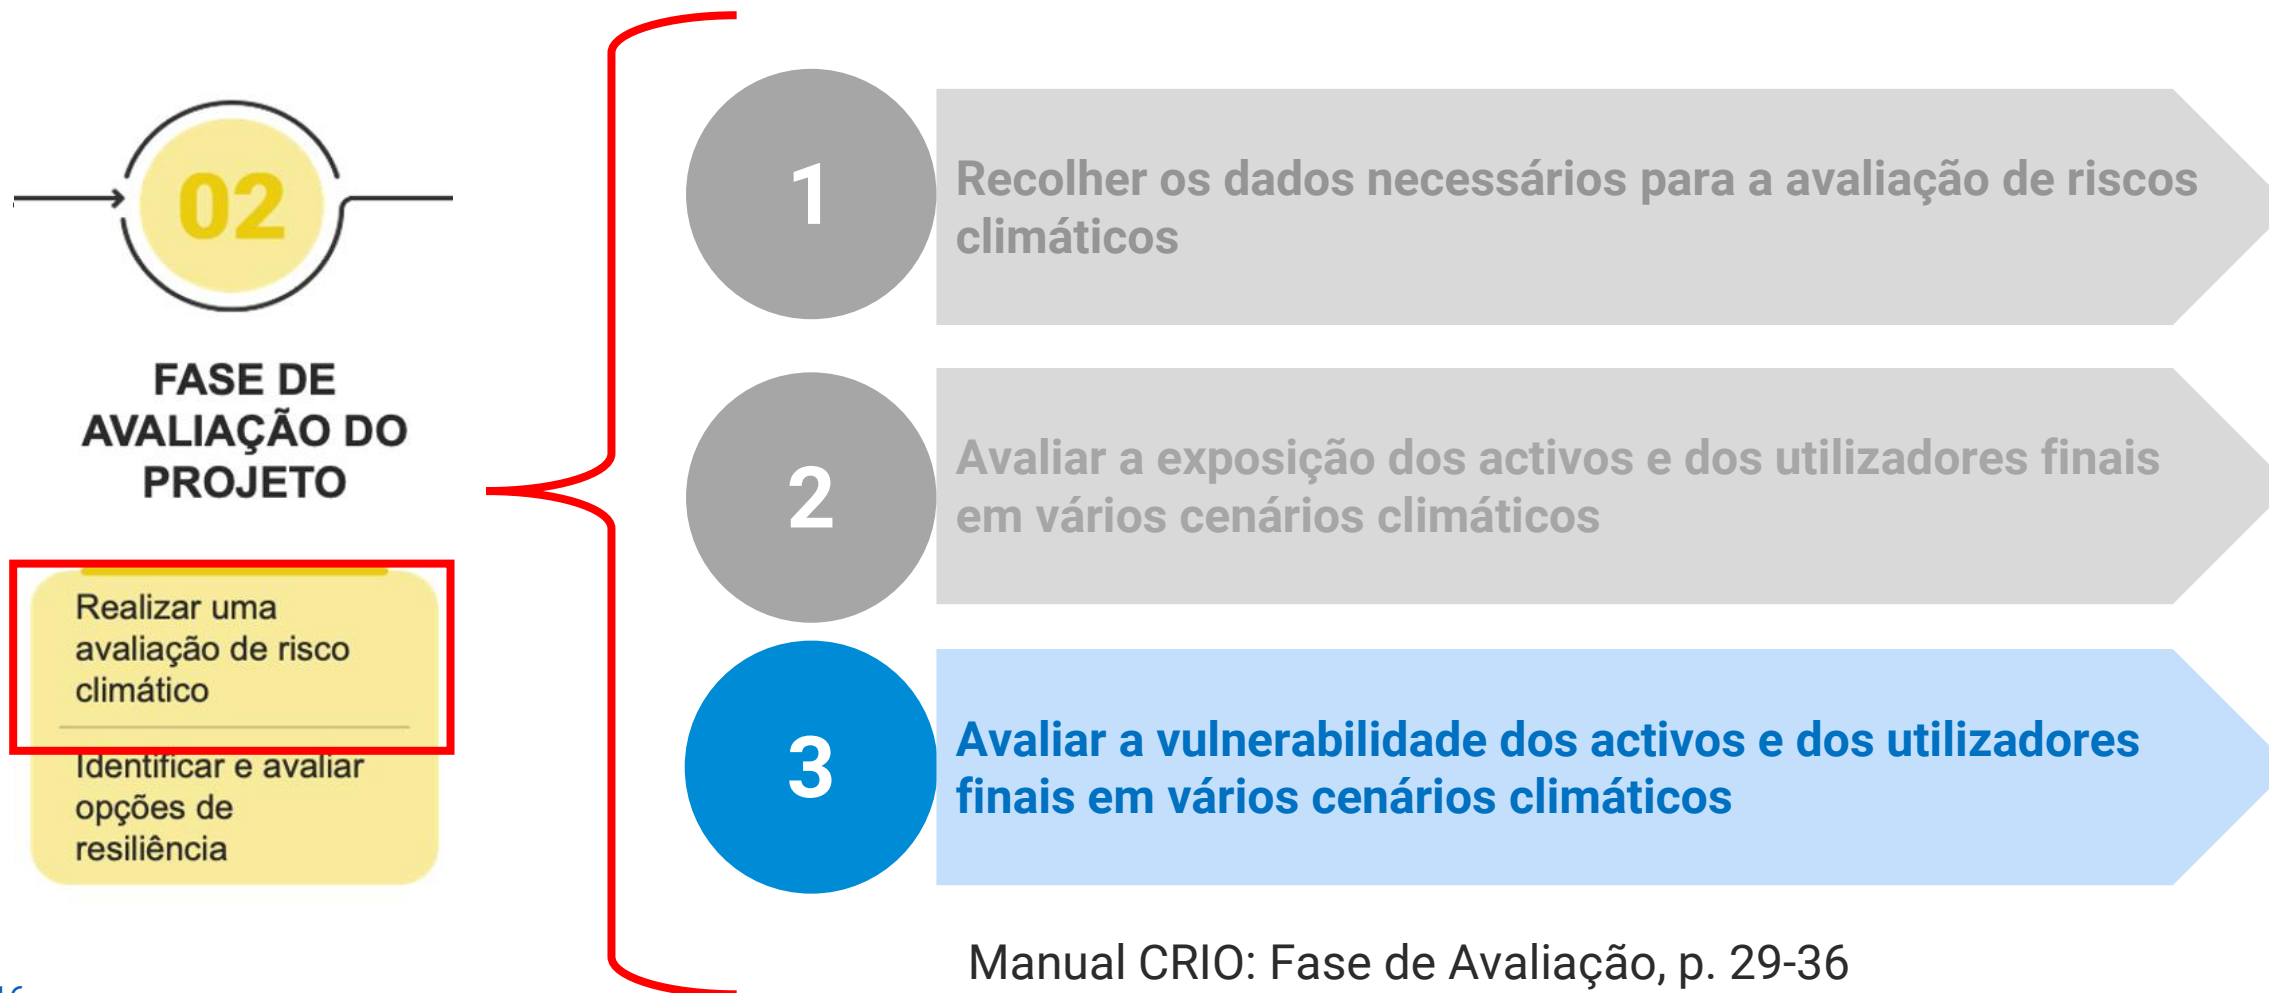 02
FASE DE
AVALIAÇÃO DO
PROJETO
Realizar uma
avaliação de risco
climático
Identificar e avaliar
opções de
resiliência
1
Recolher os dados necessários para a avaliação de riscos
climáticos
2
Avaliar a exposição dos activos e dos utilizadores finais
em vários cenários climáticos
3
Avaliar a vulnerabilidade dos activos e dos utilizadores
finais em vários cenários climáticos
Manual CRIO: Fase de Avaliação, p. 29-36